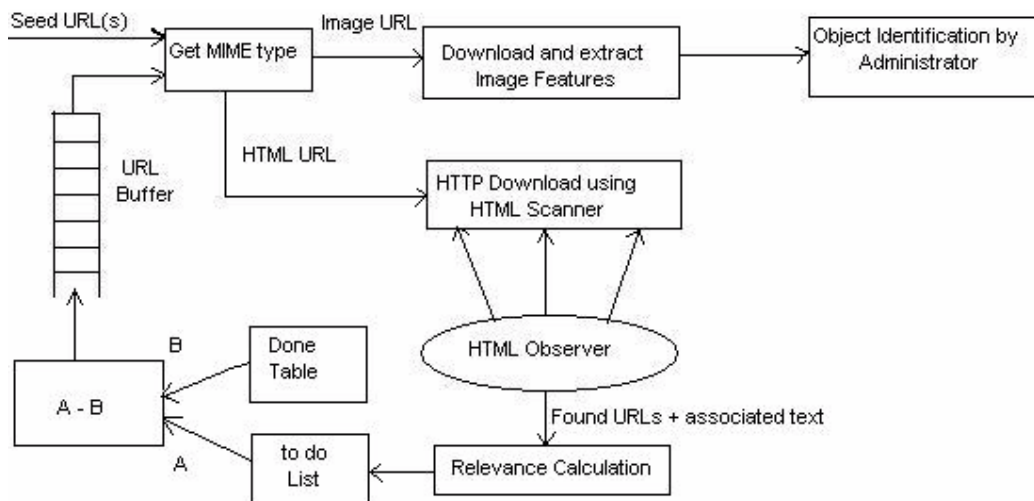 Seed URL(s)
Get MIME type
Image URL
Download and extract
Image Features
Object Identification by
Administrator
HTML URL
URL
Buffer
HTTP Download using
HTML Scanner
HTML Observer
B
Done
Table
A - B
Found URLs + associated text
A
to do
List
Relevance Calculation